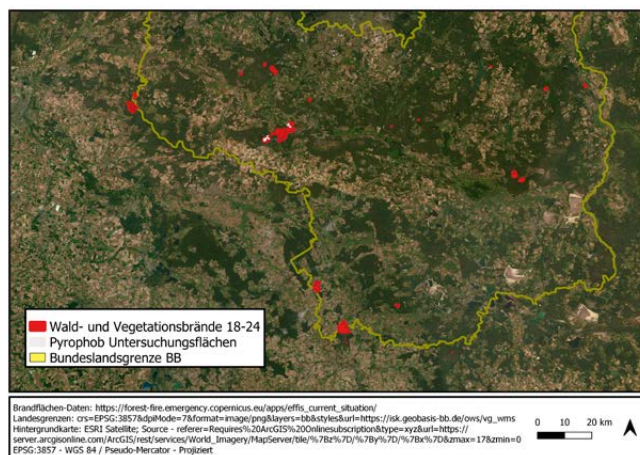 Wald- und Vegetationsbrände 18-24
Pyrophob Untersuchungsflächen
Bundeslandsgrenze BB
Brandflächen-Daten: https://forest-fire.emergency.copernicus.eu/apps/effis_current_situation/
Landesgrenzen: crs=EPSG:3857&dpiMode=7&format=image/png&layers=bb&styles&url=https://isk.geobasis-bb.de/ows/vg_wms
Hintergrundkarte: ESRI Satellite; Source - referer=Requires%20ArcGIS%20Onlinesubscription&type=xyz&url=https://
server.arcgisonline.com/ArcGIS/rest/services/World_Imagery/MapServer/tile/%7Bz%7D/%7By%7D/%7Bx%7D&zmax=17&zmin=0
EPSG:3857 - WGS 84 / Pseudo-Mercator - Projiziert
0 10 20 km